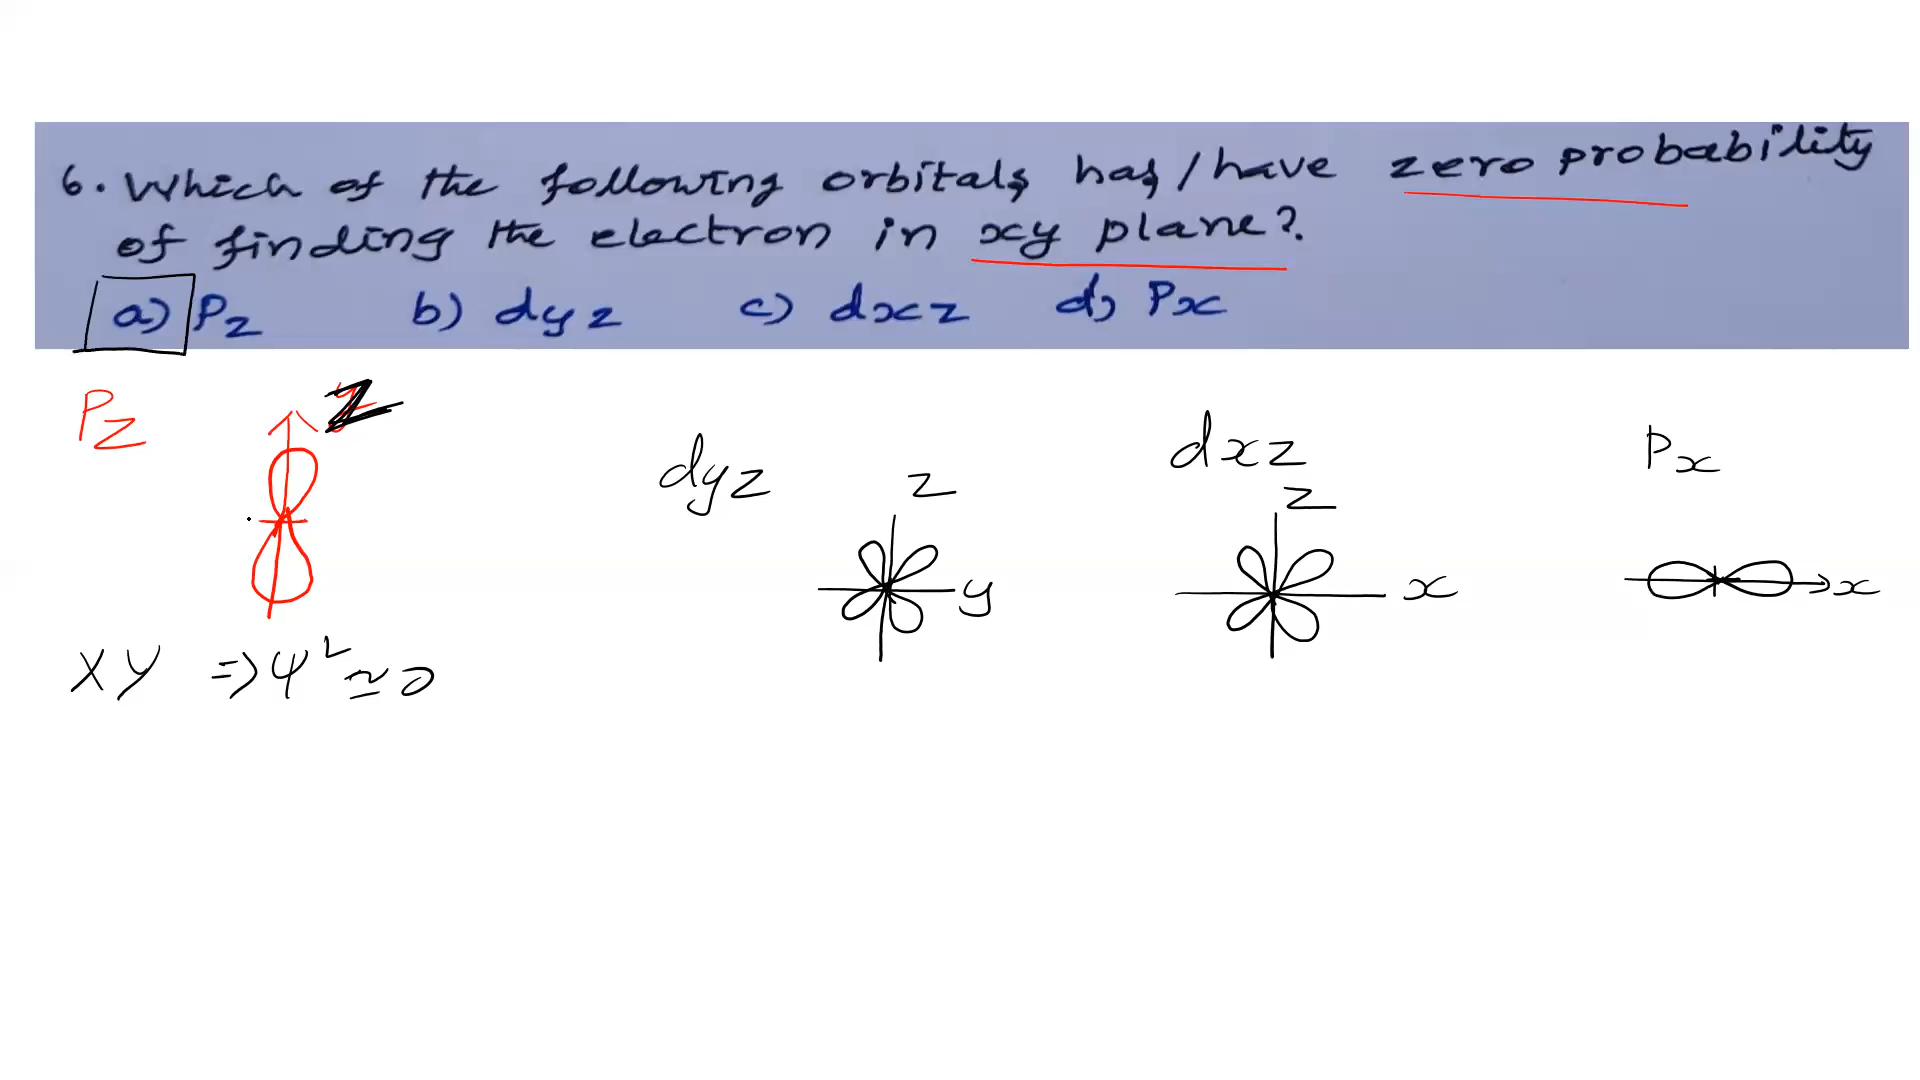 6. Which of the following orbitals has/have zero probability
of finding the electron in xy plane?.
a) Pz b) dyz c) dxz d) Px
Pz
Z
dyz
z
y
dxz
z
x
Px
x
XY => ψ² ≃ 0